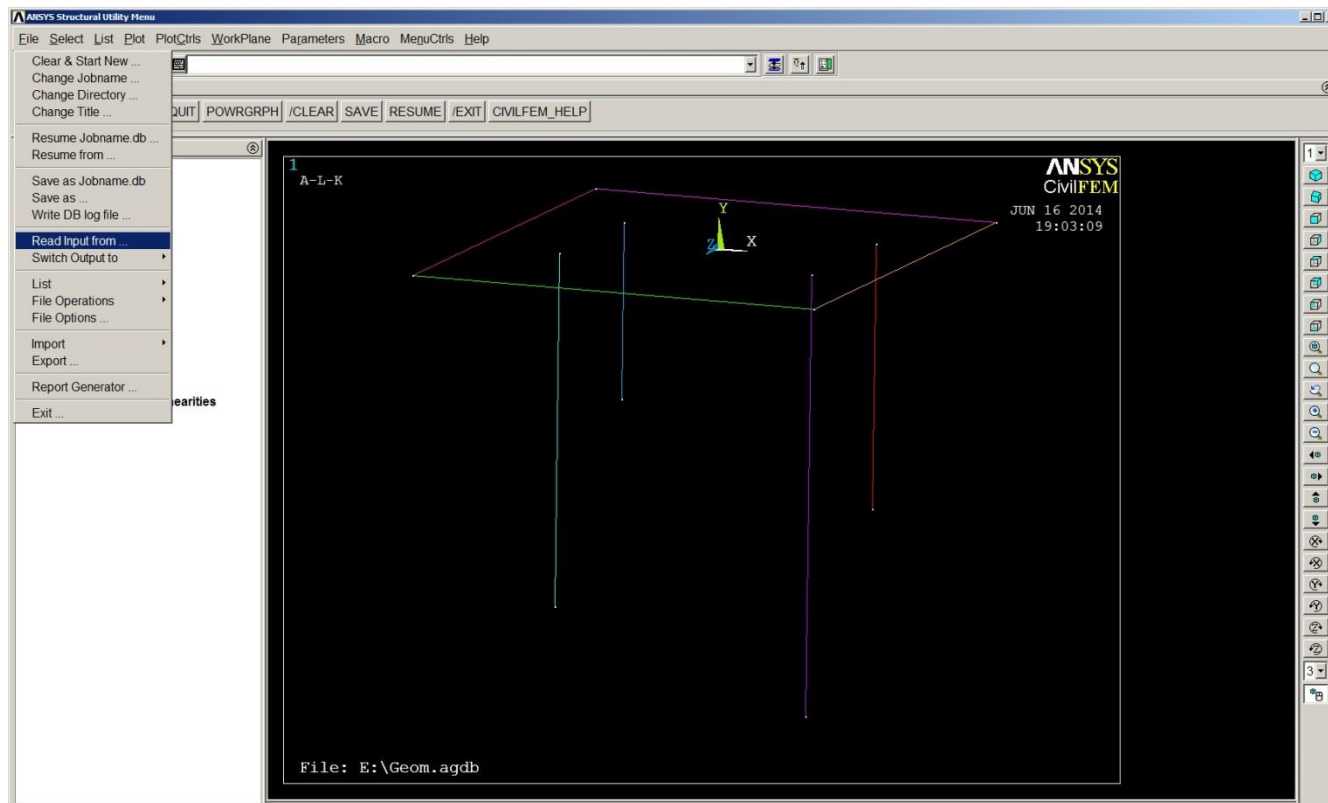 ANSYS Structural Utility Menu
File Select List Plot PlotCtrls WorkPlane Parameters Macro MenuCtrls Help
Clear & Start New ...
Change Jobname ...
Change Directory ...
Change Title ...
QUIT POWRGRPH /CLEAR SAVE RESUME /EXIT CIVILFEM_HELP
Resume Jobname.db ...
Resume from ...
Save as Jobname.db
Save as ...
Write DB log file ...
Read Input from ...
Switch Output to
List
File Operations
File Options ...
Import
Export ...
Report Generator ...
Exit ...
nearities
1
A-L-K
ANSYS
CivilFEM
JUN 16 2014
19:03:09
Y
Z X
File: E:\Geom.agdb
1
3